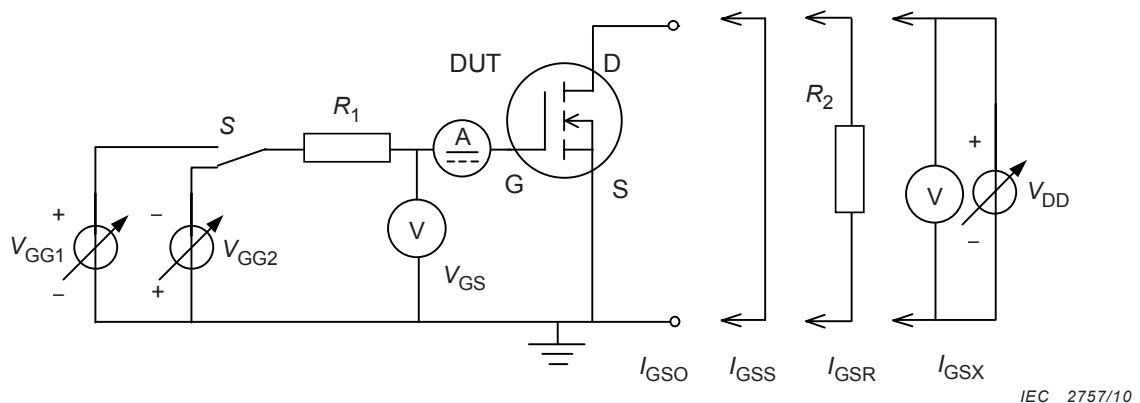 DUT
D
R2
R1
S
A
+
G
S
V
VDD
+
–
V
–
VGG1
VGG2
VGS
–
+
IGSO
IGSS
IGSR
IGSX
IEC 2757/10